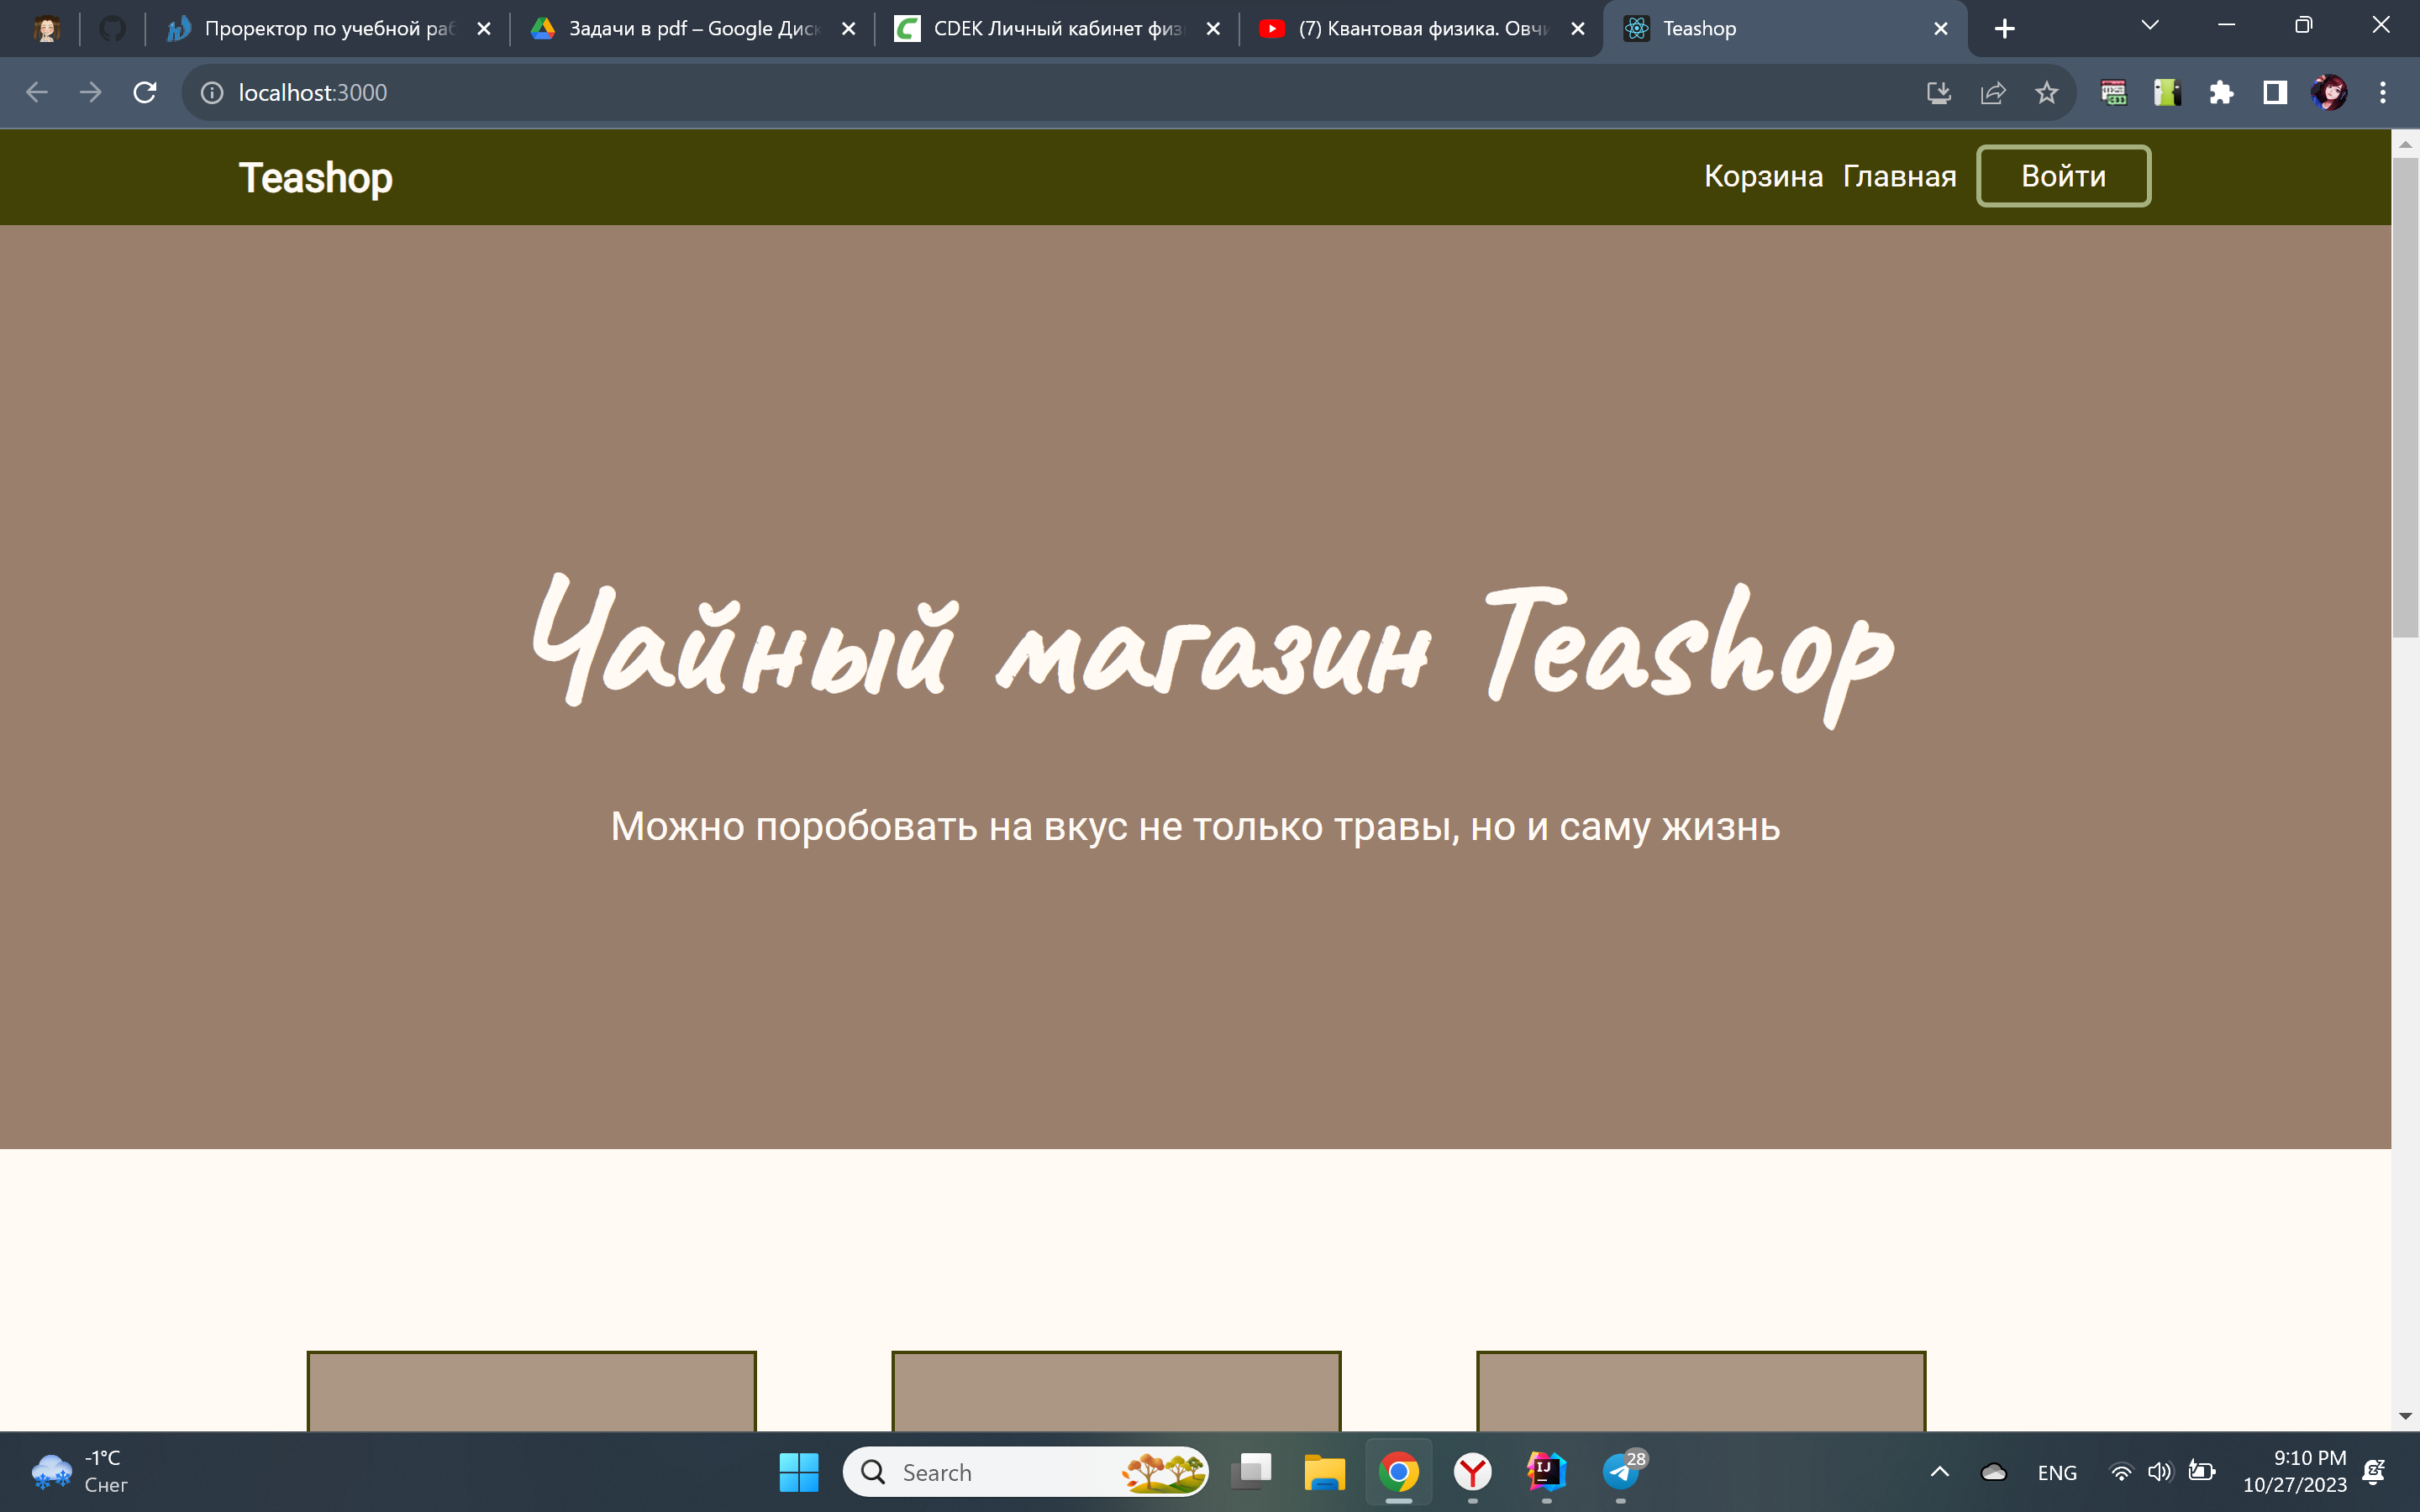 Проректор по учебной раб
Задачи в pdf – Google Диск
CDEK Личный кабинет физ
(7) Квантовая физика. Овчи
Teashop
localhost:3000
Teashop
Корзина Главная Войти
Чайный магазин Teashop
Можно поробовать на вкус не только травы, но и саму жизнь
-1°C
Снег
Search
28
ENG
9:10 PM
10/27/2023